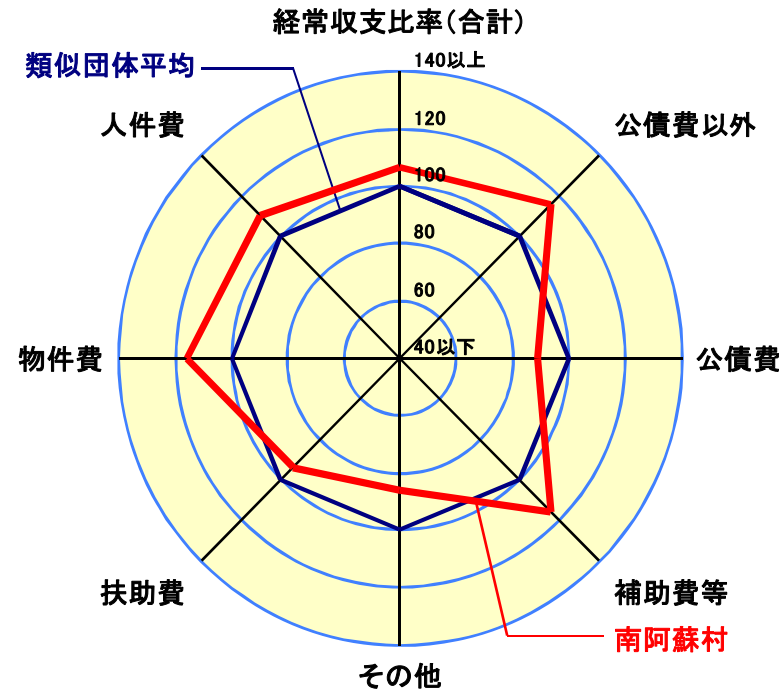 経常収支比率（合計）
類似団体平均
140以上
人件費
120
公債費以外
100
80
60
40以下
物件費
公債費
扶助費
補助費等
南阿蘇村
その他